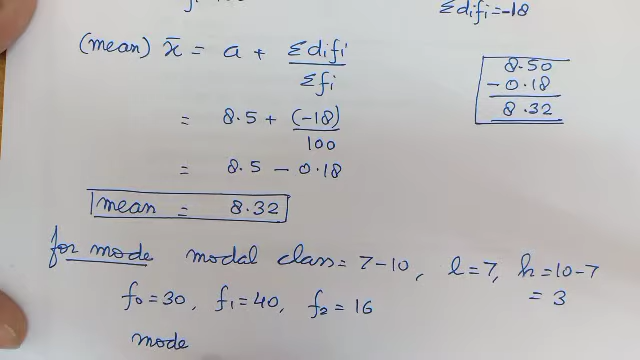 Σdifi = -18
(mean) x̄ = a + Σdifi / Σfi
= 8.5 + (-18) / 100
= 8.5 - 0.18
mean = 8.32
8.50
- 0.18
8.32
for mode modal class = 7-10, l = 7, h = 10-7
= 3
f₀ = 30, f₁ = 40, f₂ = 16
mode